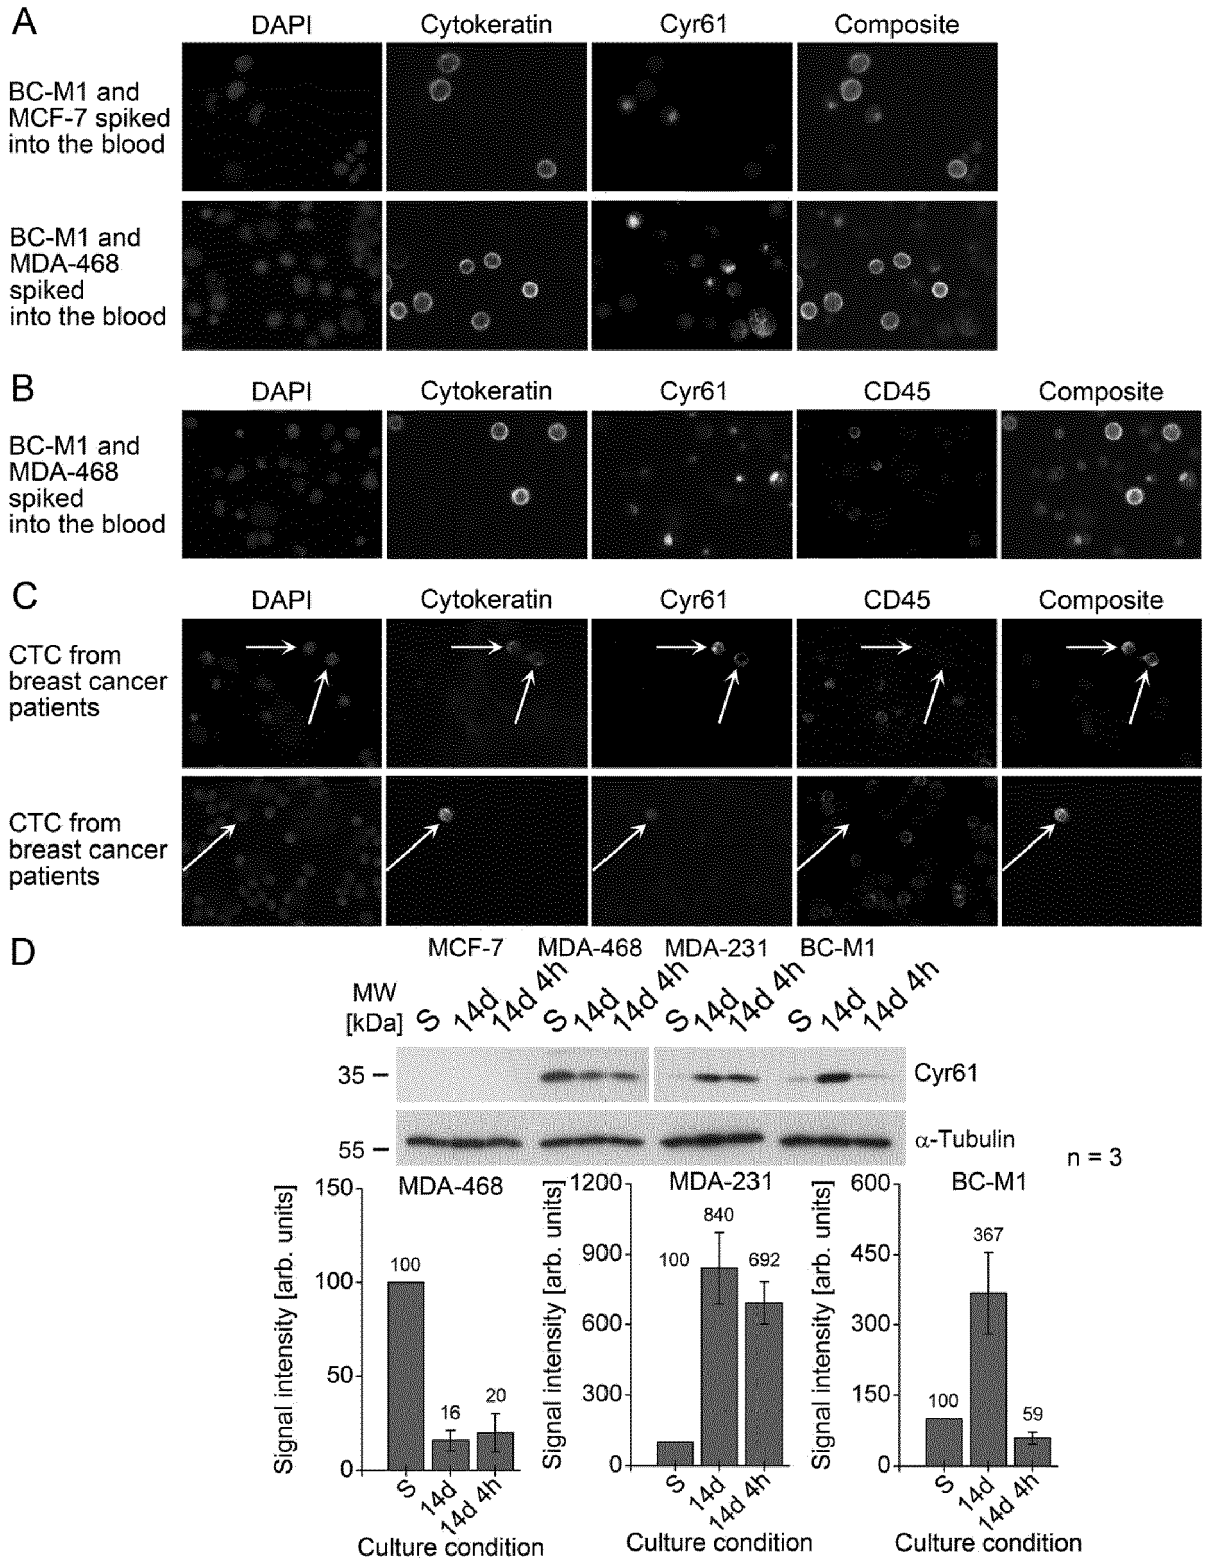 A
DAPI Cytokeratin Cyr61 Composite
BC-M1 and
MCF-7 spiked
into the blood
BC-M1 and
MDA-468
spiked
into the blood
B
DAPI Cytokeratin Cyr61 CD45 Composite
BC-M1 and
MDA-468
spiked
into the blood
C
DAPI Cytokeratin Cyr61 CD45 Composite
CTC from
breast cancer
patients
CTC from
breast cancer
patients
D
MCF-7 MDA-468 MDA-231 BC-M1
MW
[kDa]
S 14d 14d 4h S 14d 14d 4h S 14d 14d 4h S 14d 14d 4h
35 Cyr61
55 α-Tubulin
n = 3
MDA-468
Signal intensity [arb. units]
150
100
50
0
100
16
20
S 14d 14d 4h
Culture condition
MDA-231
Signal intensity [arb. units]
1200
900
600
300
0
100
840
692
S 14d 14d 4h
Culture condition
BC-M1
Signal intensity [arb. units]
600
450
300
150
0
100
367
59
S 14d 14d 4h
Culture condition